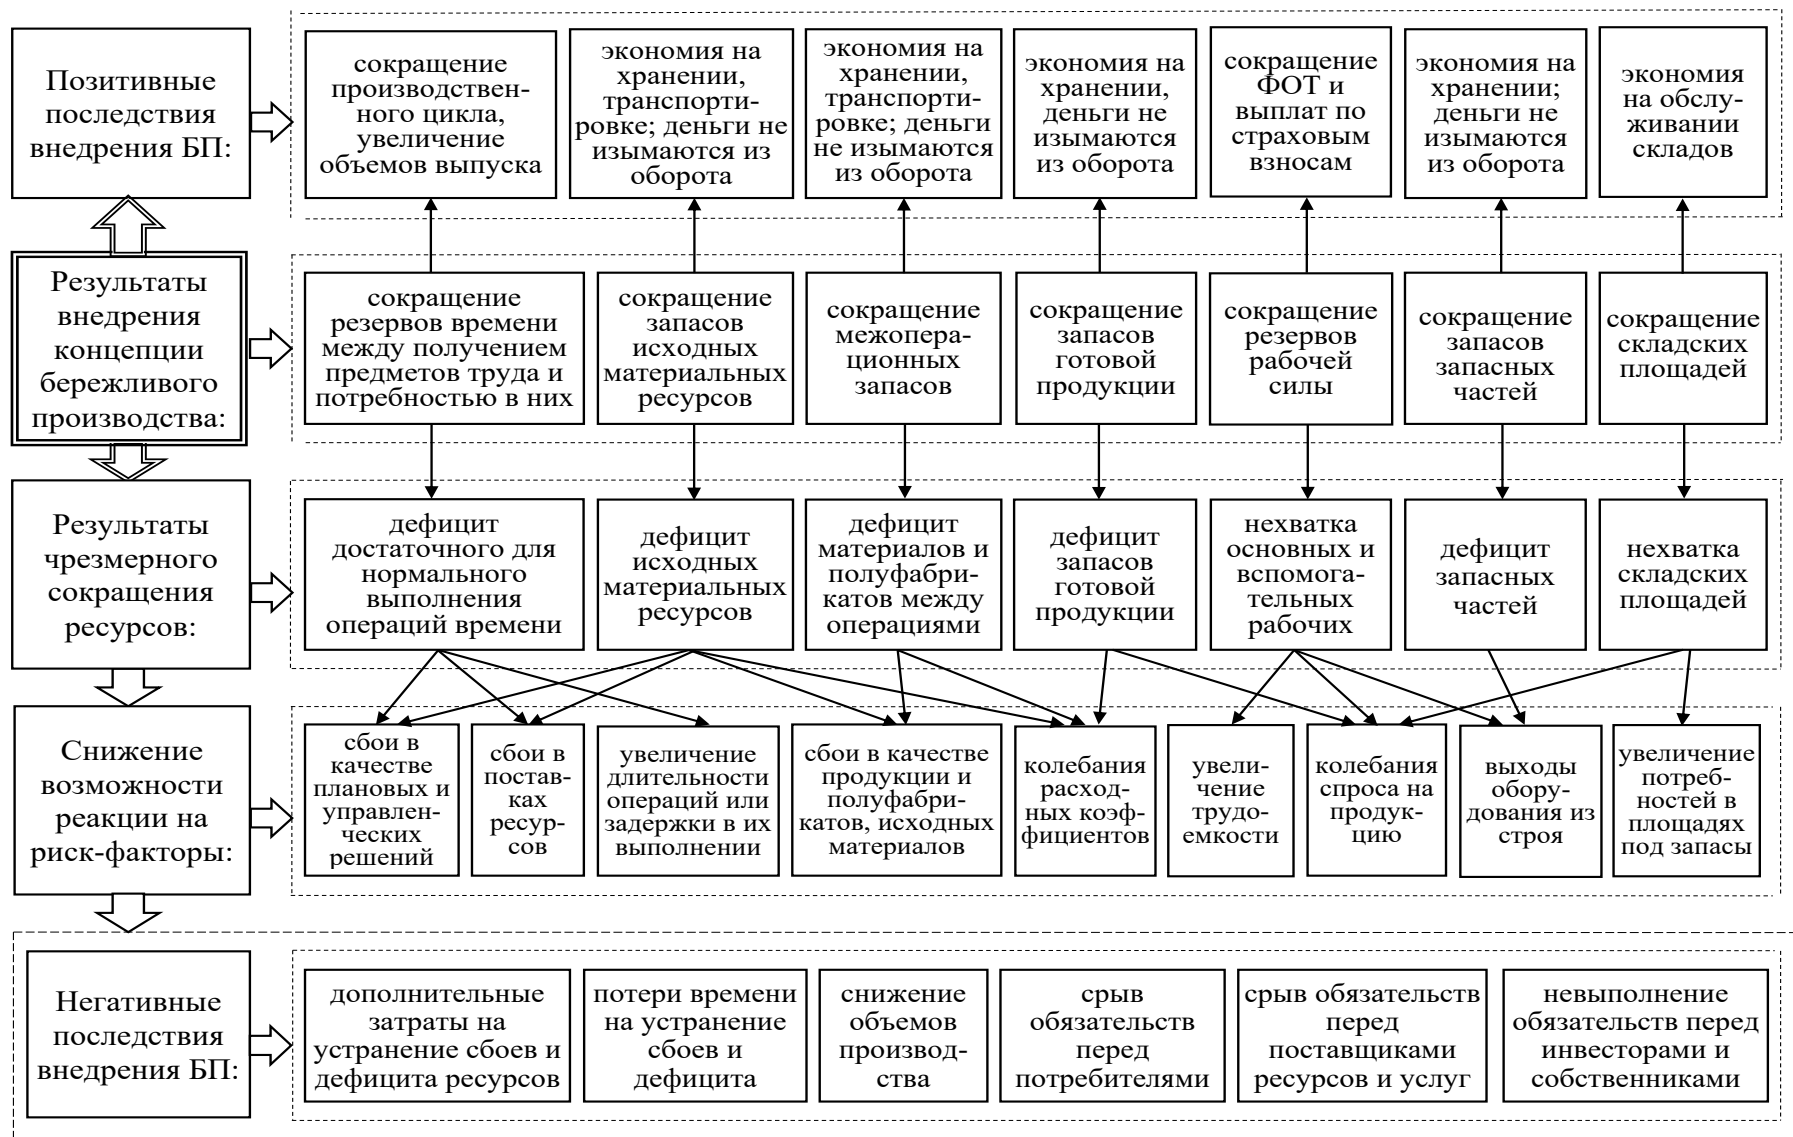 Позитивные
последствия
внедрения БП:
сокращение
производствен-
ного цикла,
увеличение
объемов выпуска
экономия на
хранении,
транспорти-
ровке; деньги не
изымаются из
оборота
экономия на
хранении,
транспорти-
ровке; деньги
не изымаются
из оборота
экономия на
хранении,
деньги не
изымаются
из оборота
сокращение
ФОТ и
выплат по
страховым
взносам
экономия на
хранении;
деньги не
изымаются
из оборота
экономия
на обслу-
живании
складов
Результаты
внедрения
концепции
бережливого
производства:
сокращение
резервов времени
между получением
предметов труда и
потребностью в них
сокращение
запасов
исходных
материальных
ресурсов
сокращение
межопера-
ционных
запасов
сокращение
запасов
готовой
продукции
сокращение
резервов
рабочей
силы
сокращение
запасов
запасных
частей
сокращение
складских
площадей
Результаты
чрезмерного
сокращения
ресурсов:
дефицит
достаточного для
нормального
выполнения
операций времени
дефицит
исходных
материальных
ресурсов
дефицит
материалов и
полуфабри-
катов между
операциями
дефицит
запасов
готовой
продукции
нехватка
основных и
вспомога-
тельных
рабочих
дефицит
запасных
частей
нехватка
складских
площадей
Снижение
возможности
реакции на
риск-факторы:
сбои в
качестве
плановых и
управлен-
ческих
решений
сбои в
постав-
ках
ресур-
сов
увеличение
длительности
операций или
задержки в их
выполнении
сбои в качестве
продукции и
полуфабри-
катов, исходных
материалов
колебания
расход-
ных коэф-
фициентов
увели-
чение
трудо-
емкости
колебания
спроса на
продук-
цию
выходы
обору-
дования из
строя
увеличение
потреб-
ностей в
площадях
под запасы
Негативные
последствия
внедрения БП:
дополнительные
затраты на
устранение сбоев и
дефицита ресурсов
потери времени
на устранение
сбоев и
дефицита
снижение
объемов
производ-
ства
срыв
обязательств
перед
потребителями
срыв обязательств
перед
поставщиками
ресурсов и услуг
невыполнение
обязательств перед
инвесторами и
собственниками